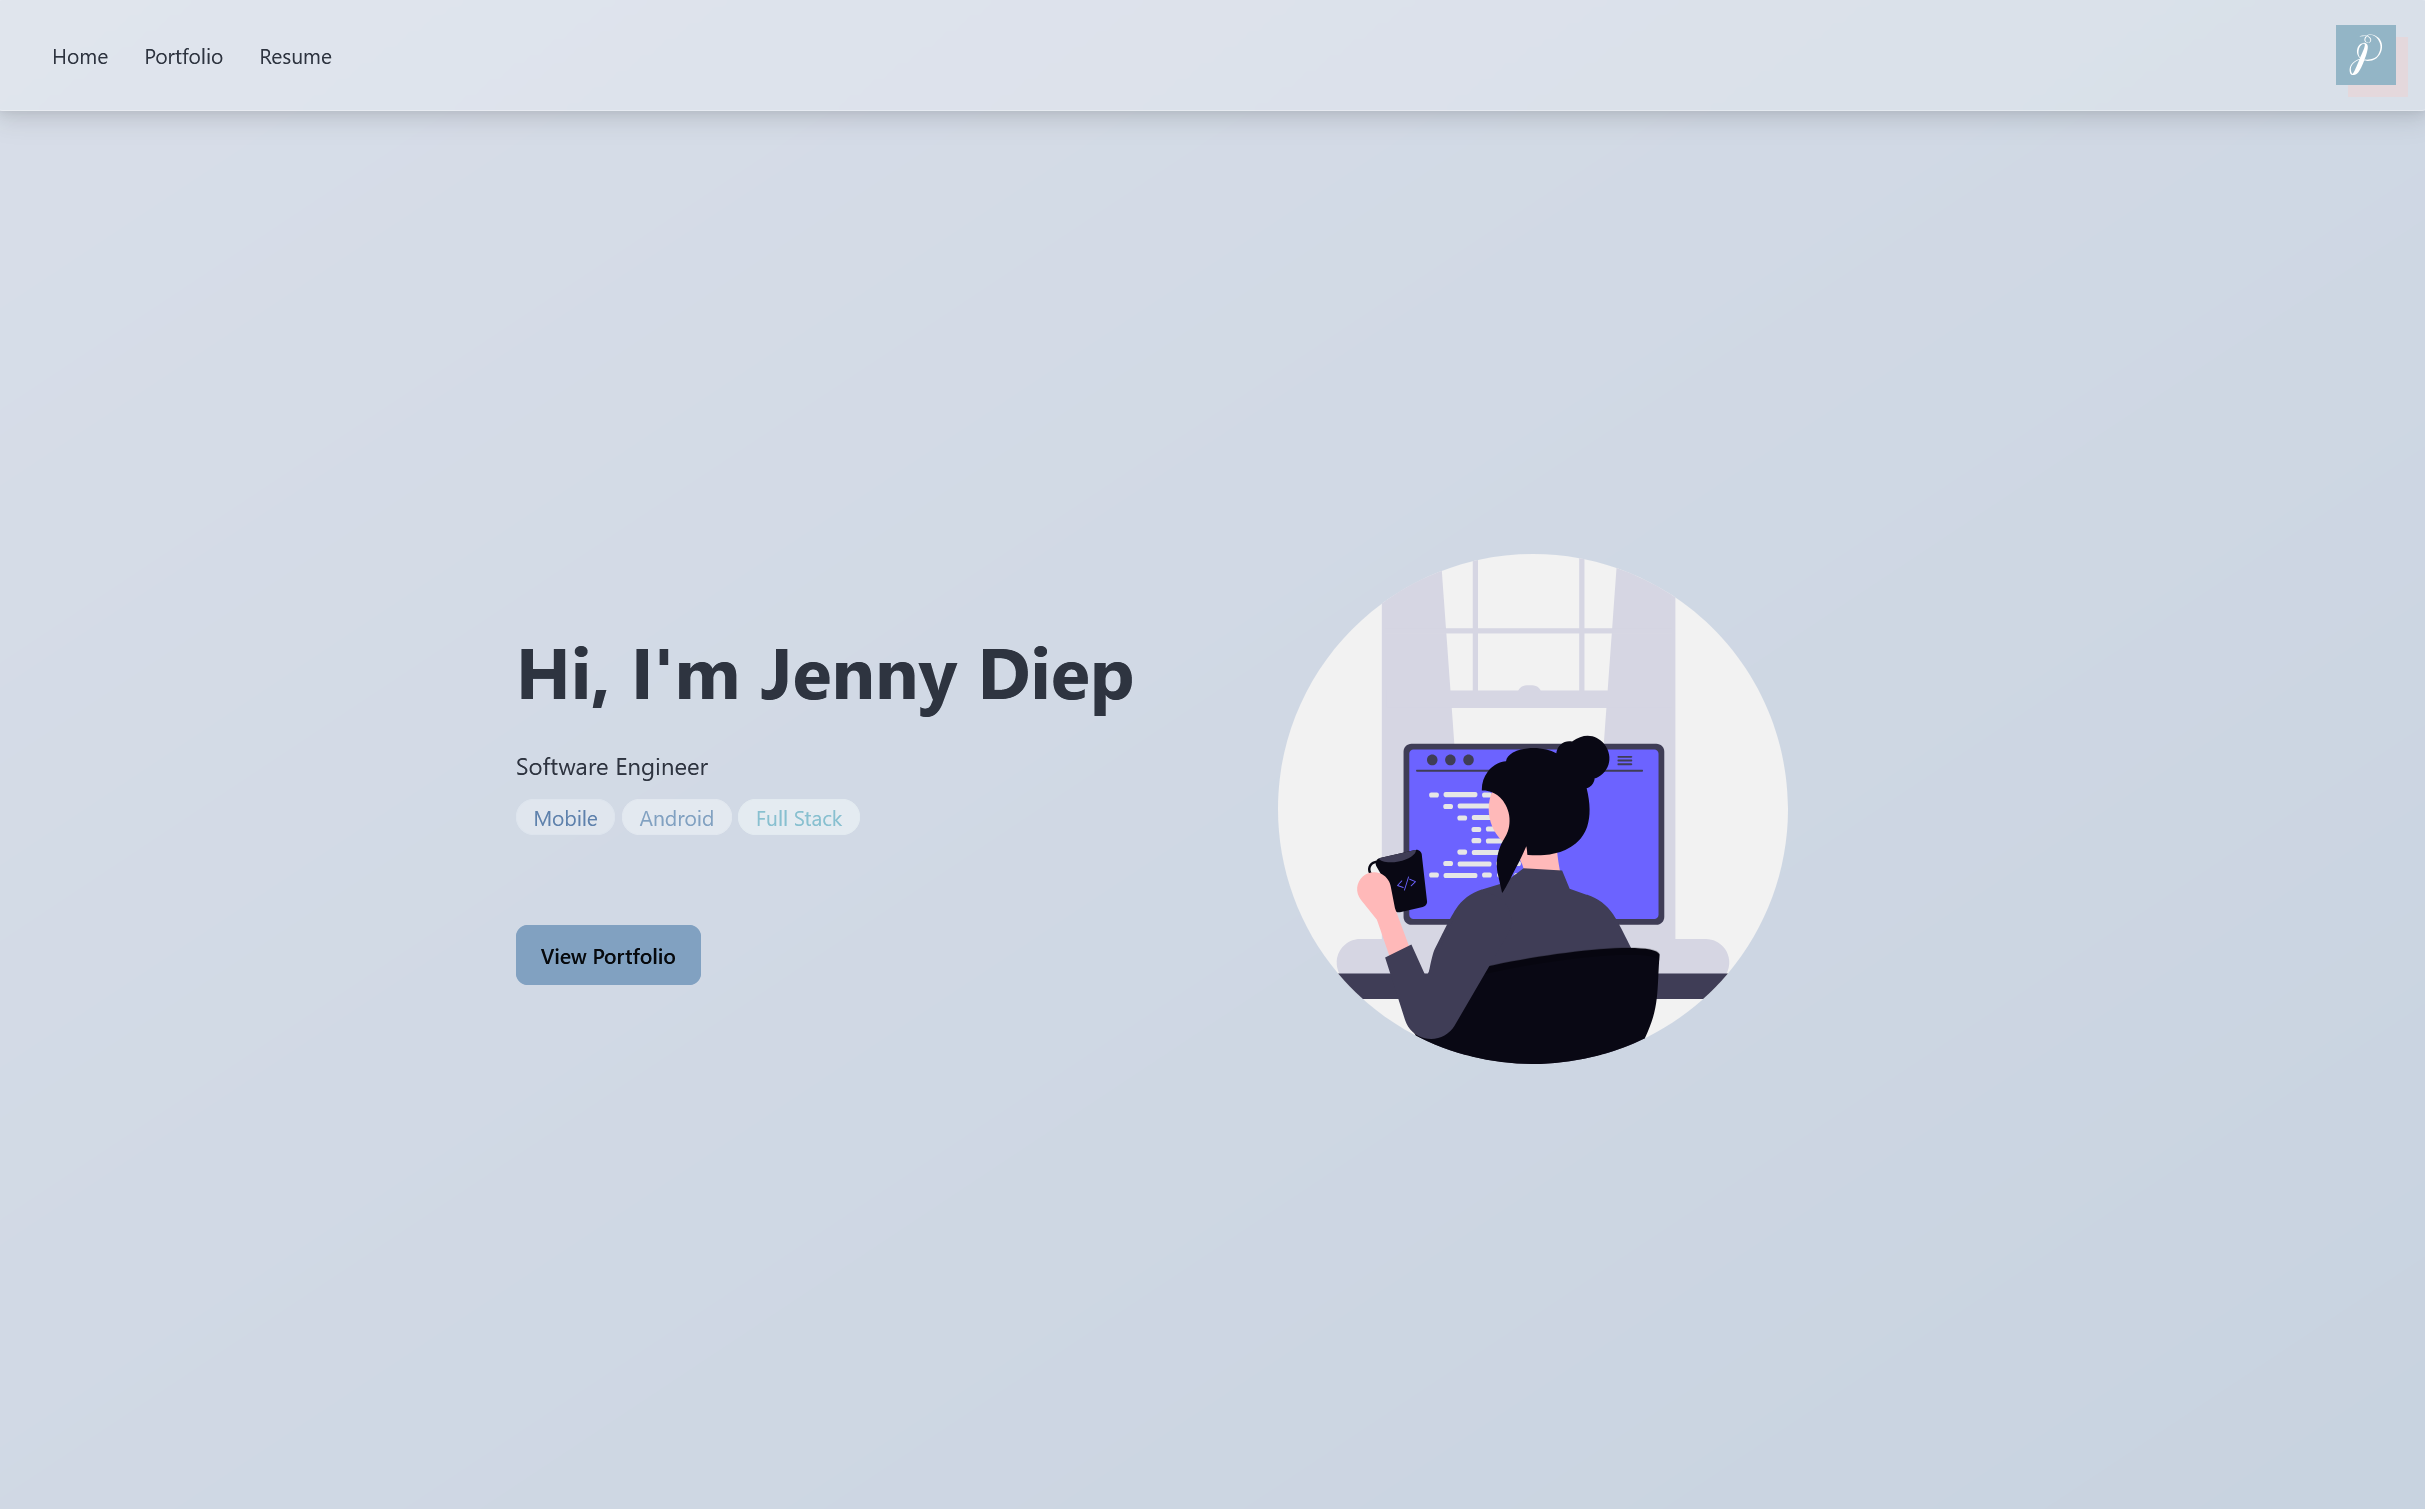 Home Portfolio Resume
P
Hi, I'm Jenny Diep
Software Engineer
Mobile Android Full Stack
</>
View Portfolio